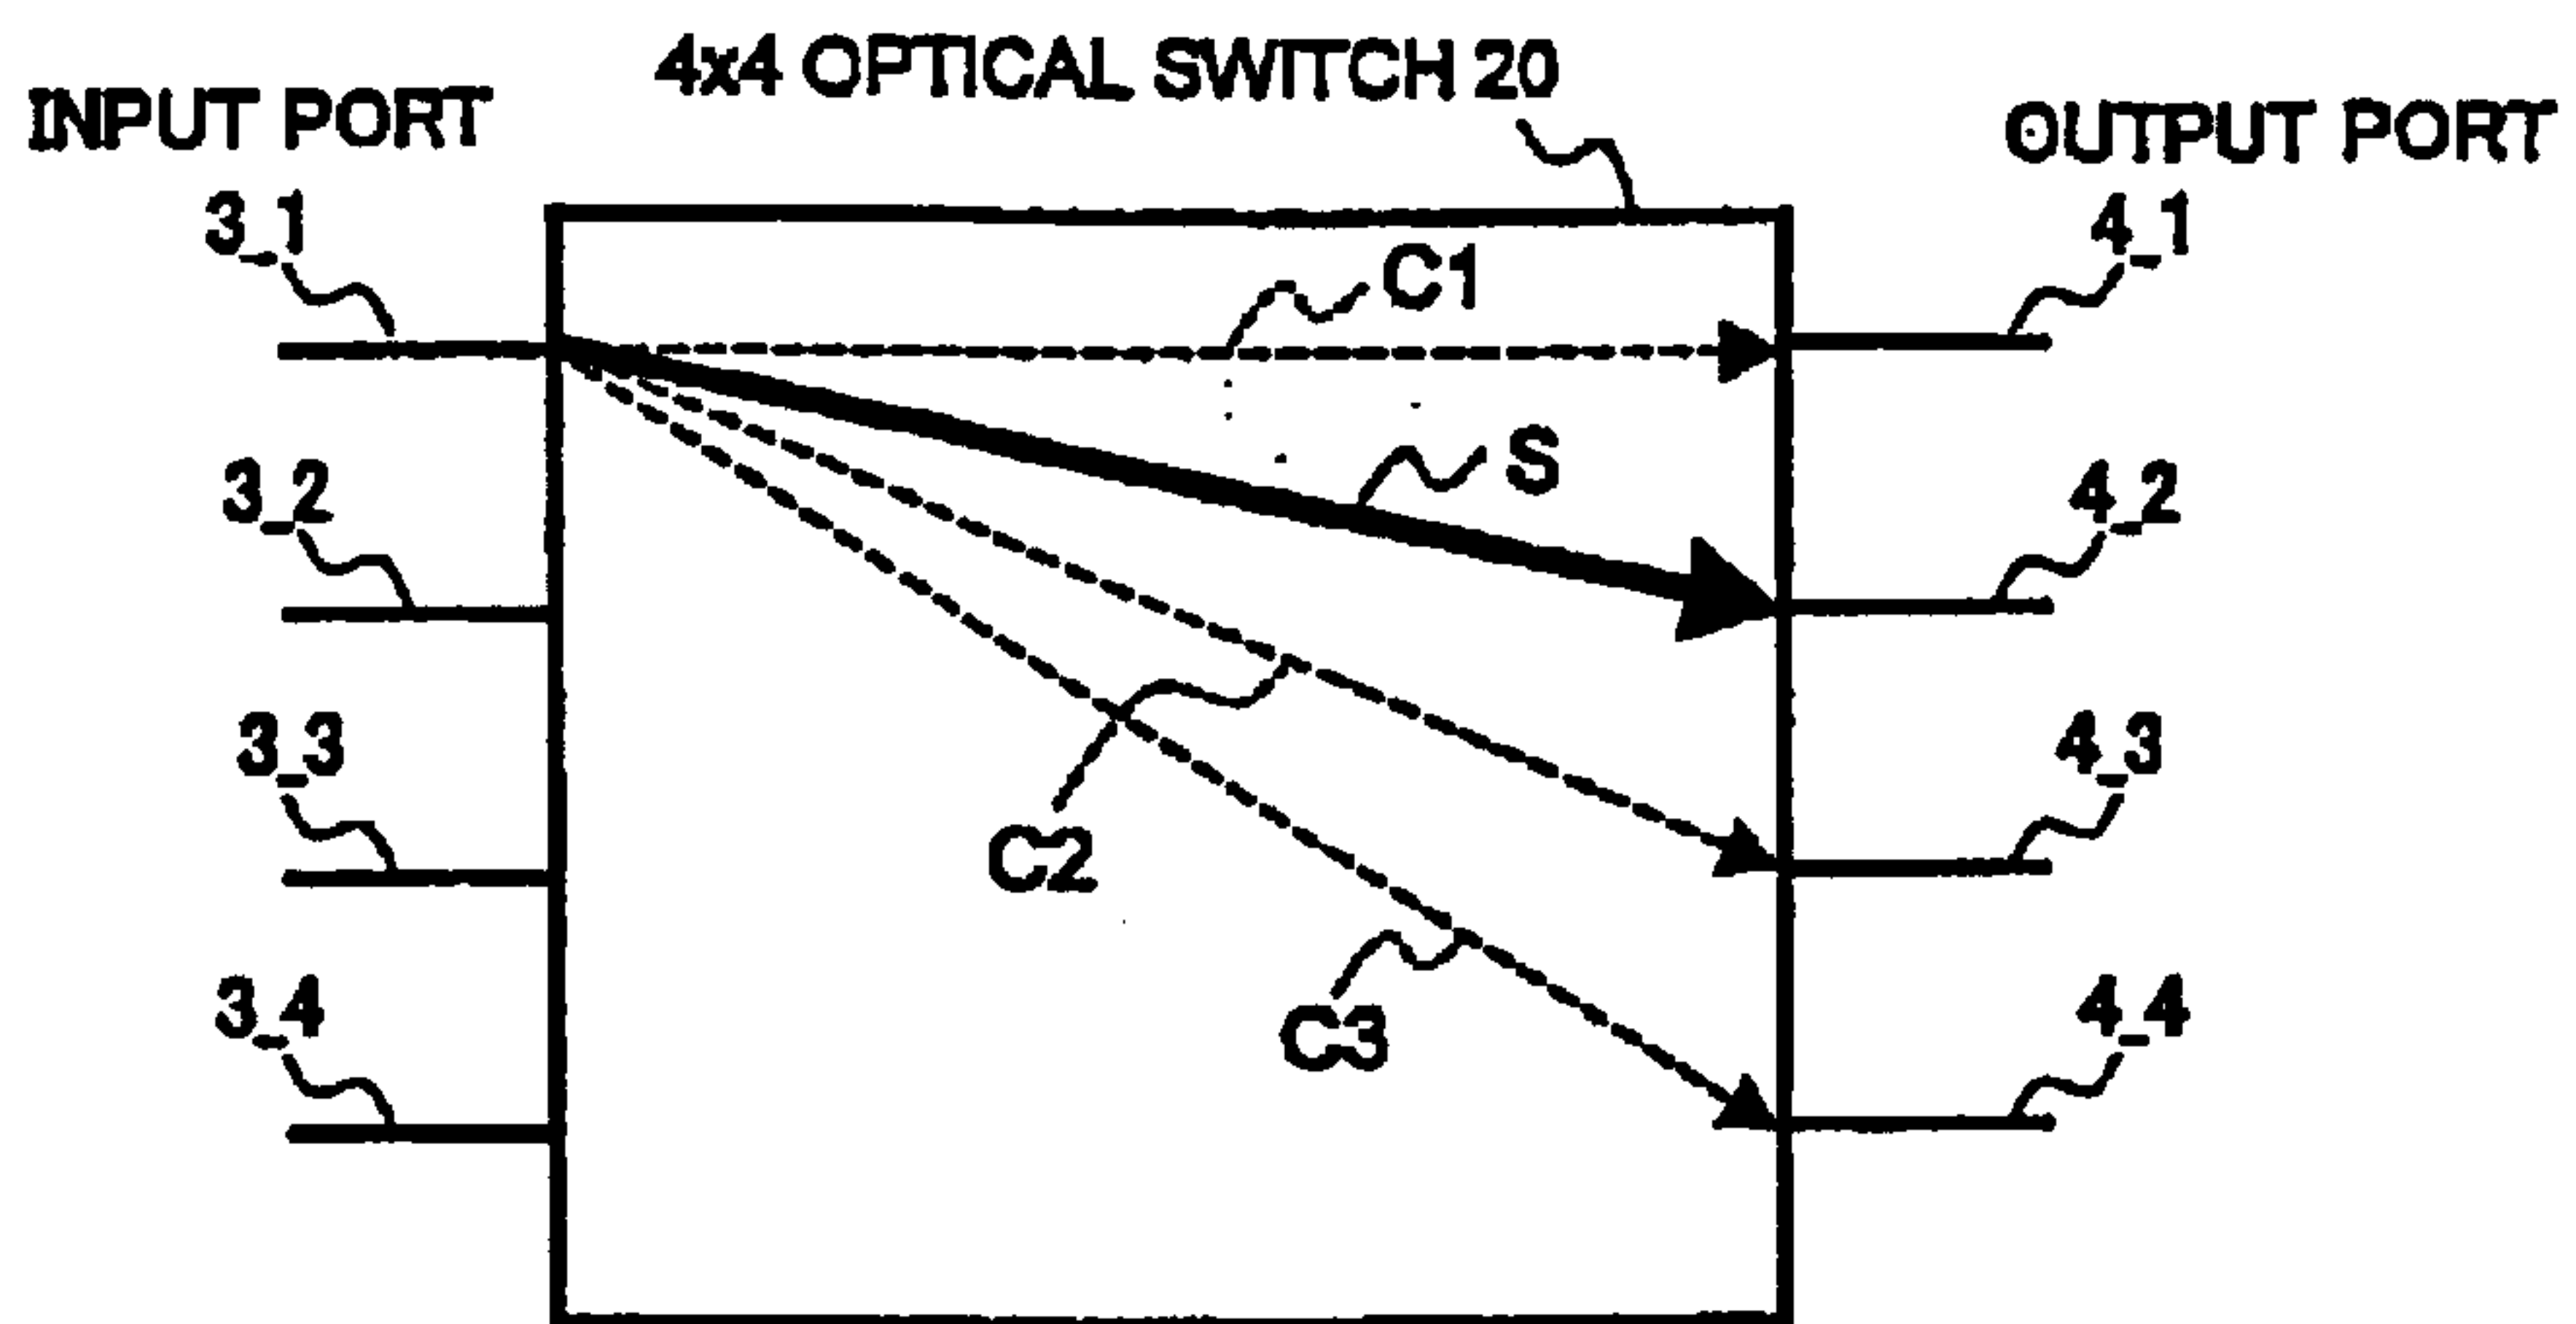 4x4 OPTICAL SWITCH 20
INPUT PORT
OUTPUT PORT
3_1
4_1
C1
S
3_2
4_2
3_3
4_3
C2
3_4
C3
4_4